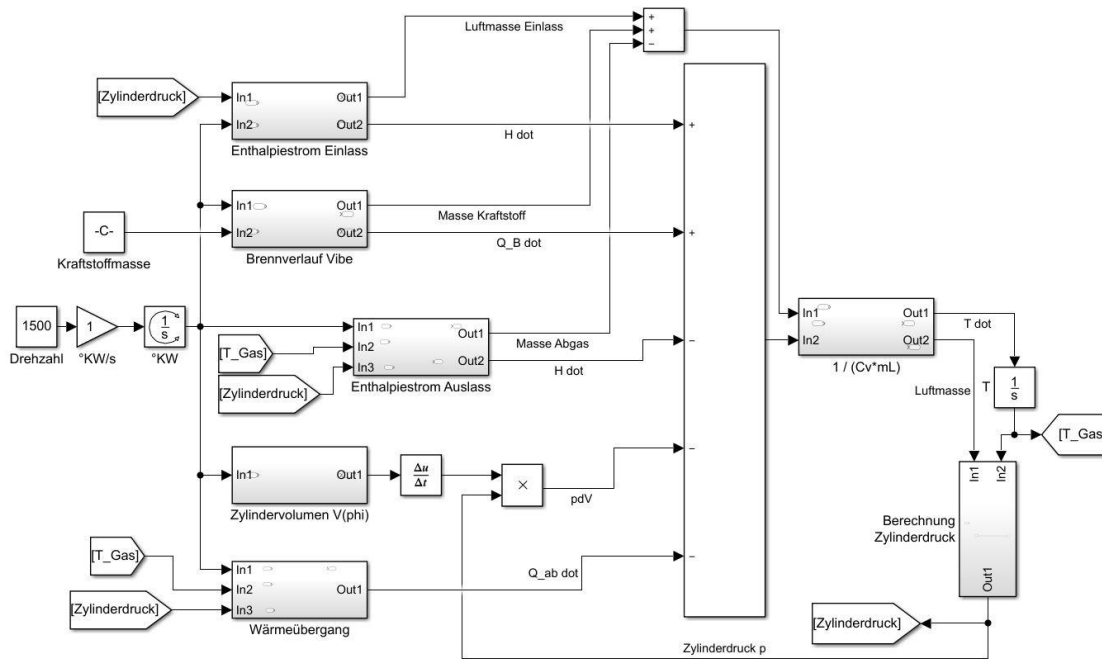 Luftmasse Einlass
+
+
−
[Zylinderdruck]
In1
Out1
In2
Out2
H dot
+
Enthalpiestrom Einlass
In1
Out1
Masse Kraftstoff
-C-
In2
Out2
Q_B dot
+
Kraftstoffmasse
Brennverlauf Vibe
1500
1
1
s
Drehzahl
°KW/s
°KW
In1
Out1
Masse Abgas
[T_Gas]
In2
Out2
H dot
−
[Zylinderdruck]
In3
Enthalpiestrom Auslass
In1
Out1
In2
Out2
1 / (Cv*mL)
T dot
Luftmasse
T
1
s
[T_Gas]
In1
Out1
Δu
Δt
×
pdV
−
Zylindervolumen V(phi)
In1
In2
Berechnung
Zylinderdruck
Out1
[T_Gas]
In1
In2
Out1
Q_ab dot
−
[Zylinderdruck]
In3
Wärmeübergang
[Zylinderdruck]
Zylinderdruck p